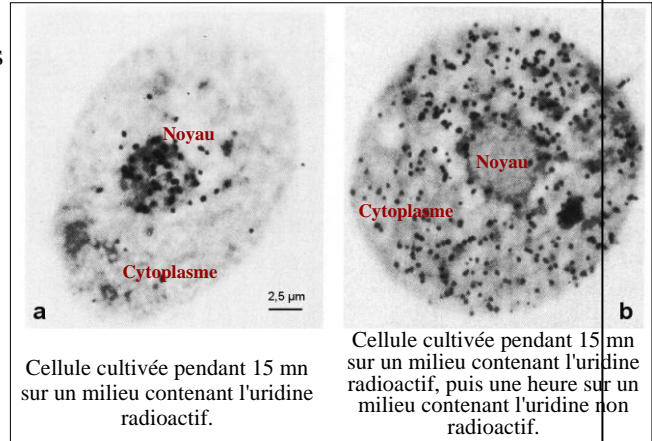 s
Noyau
Cytoplasme
2,5 µm
a
Noyau
Cytoplasme
b
Cellule cultivée pendant 15 mn
sur un milieu contenant l'uridine
radioactif.
Cellule cultivée pendant 15 mn
sur un milieu contenant l'uridine
radioactif, puis une heure sur un
milieu contenant l'uridine non
radioactif.